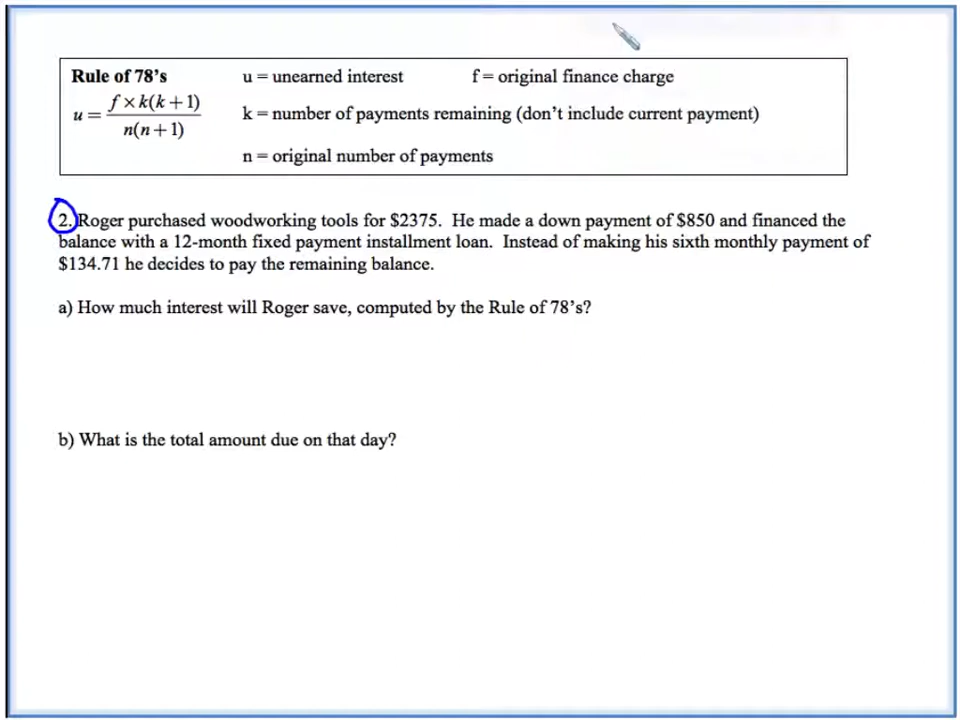 Rule of 78's u = unearned interest f = original finance charge
u = f × k(k + 1) / n(n + 1)
k = number of payments remaining (don't include current payment)
n = original number of payments
2. Roger purchased woodworking tools for $2375. He made a down payment of $850 and financed the
balance with a 12-month fixed payment installment loan. Instead of making his sixth monthly payment of
$134.71 he decides to pay the remaining balance.
a) How much interest will Roger save, computed by the Rule of 78's?
b) What is the total amount due on that day?